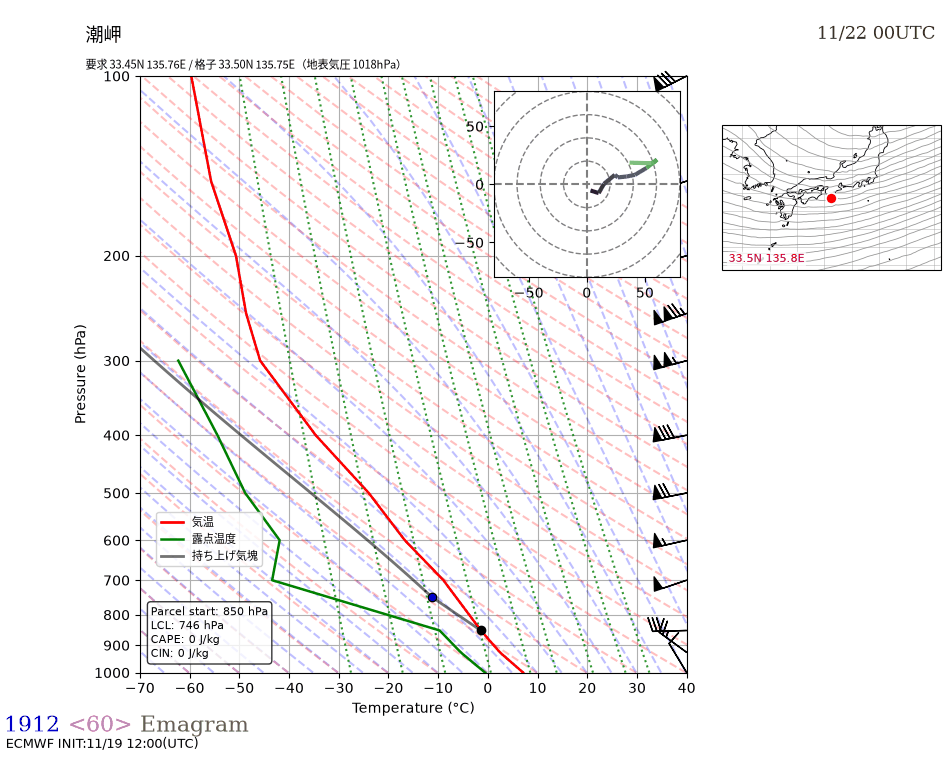 潮岬
11/22 00UTC
要求 33.45N 135.76E / 格子 33.50N 135.75E（地表気圧 1018hPa）
100
200
300
400
500
600
700
800
900
1000
Pressure (hPa)
50
0
−50
−50 0 50
33.5N 135.8E
気温
露点温度
持ち上げ気塊
Parcel start: 850 hPa
LCL: 746 hPa
CAPE: 0 J/kg
CIN: 0 J/kg
−70 −60 −50 −40 −30 −20 −10 0 10 20 30 40
Temperature (°C)
1912 <60> Emagram
ECMWF INIT:11/19 12:00(UTC)